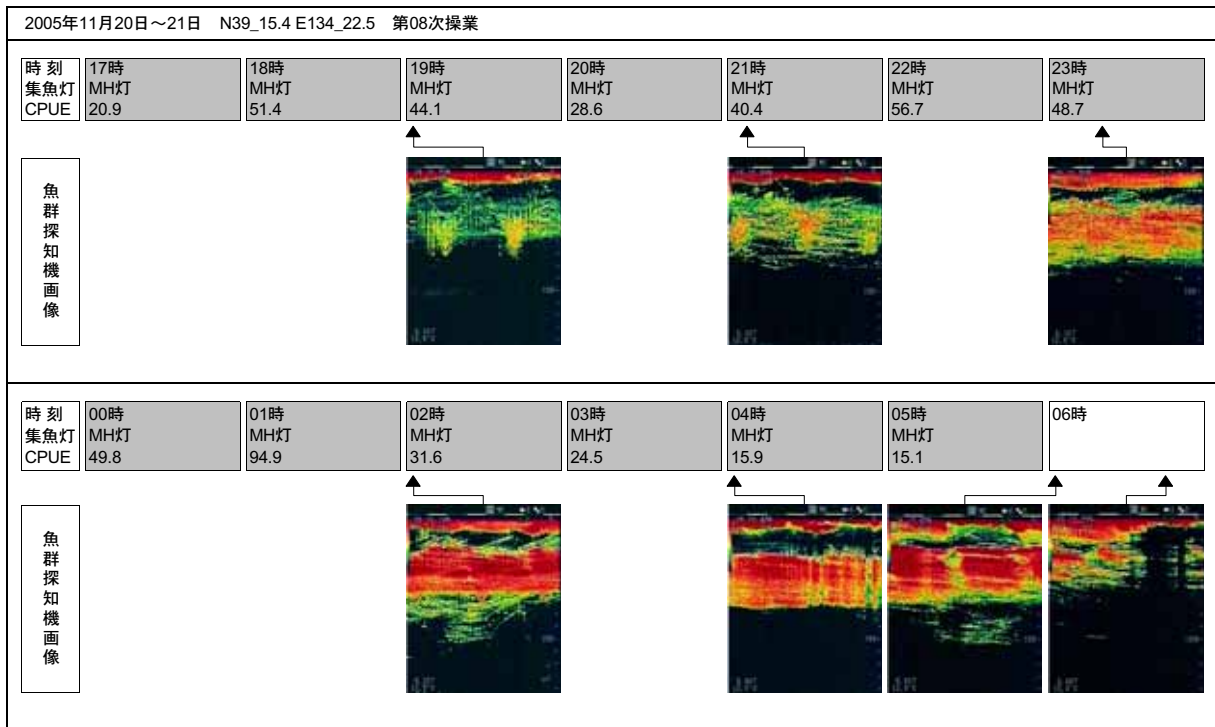 2005年11月20日～21日 N39_15.4 E134_22.5 第08次操業
時刻 17時 18時 19時 20時 21時 22時 23時
集魚灯 MH灯 MH灯 MH灯 MH灯 MH灯 MH灯 MH灯
CPUE 20.9 51.4 44.1 28.6 40.4 56.7 48.7
魚群探知機画像
時刻 00時 01時 02時 03時 04時 05時 06時
集魚灯 MH灯 MH灯 MH灯 MH灯 MH灯 MH灯
CPUE 49.8 94.9 31.6 24.5 15.9 15.1
魚群探知機画像